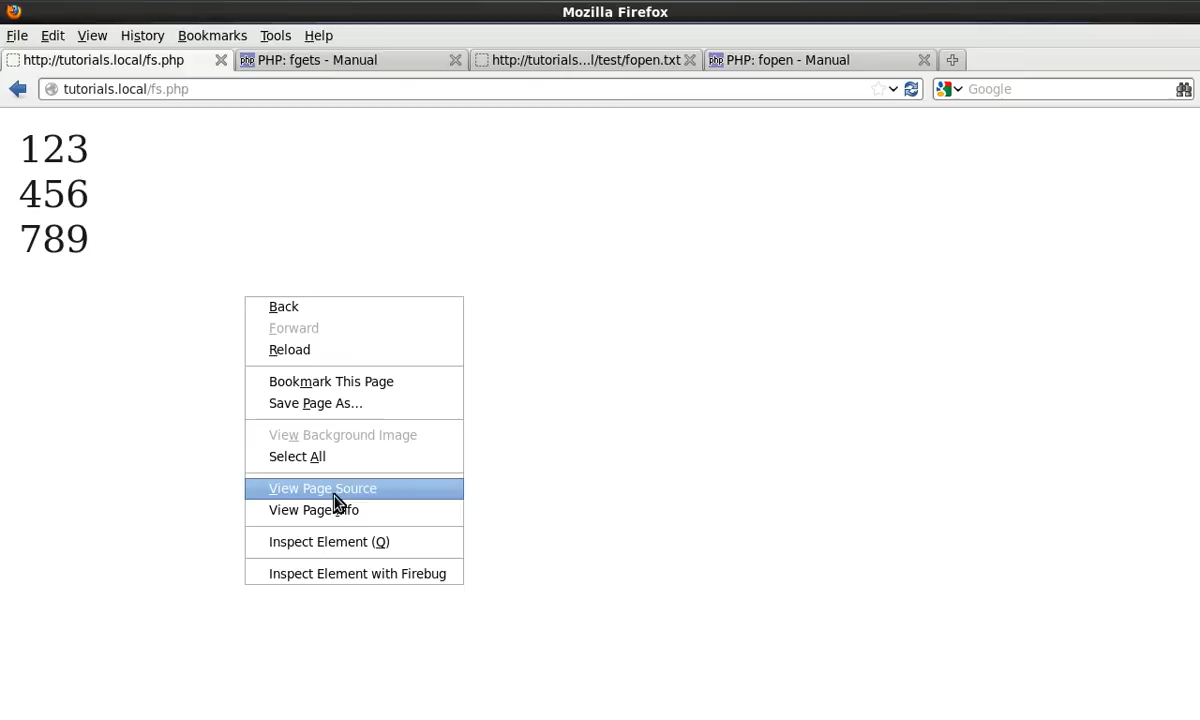 Mozilla Firefox
File Edit View History Bookmarks Tools Help
http://tutorials.local/fs.php PHP: fgets - Manual http://tutorials...l/test/fopen.txt PHP: fopen - Manual
tutorials.local/fs.php Google
123
456
789
Back
Forward
Reload
Bookmark This Page
Save Page As...
View Background Image
Select All
View Page Source
View Page Info
Inspect Element (Q)
Inspect Element with Firebug